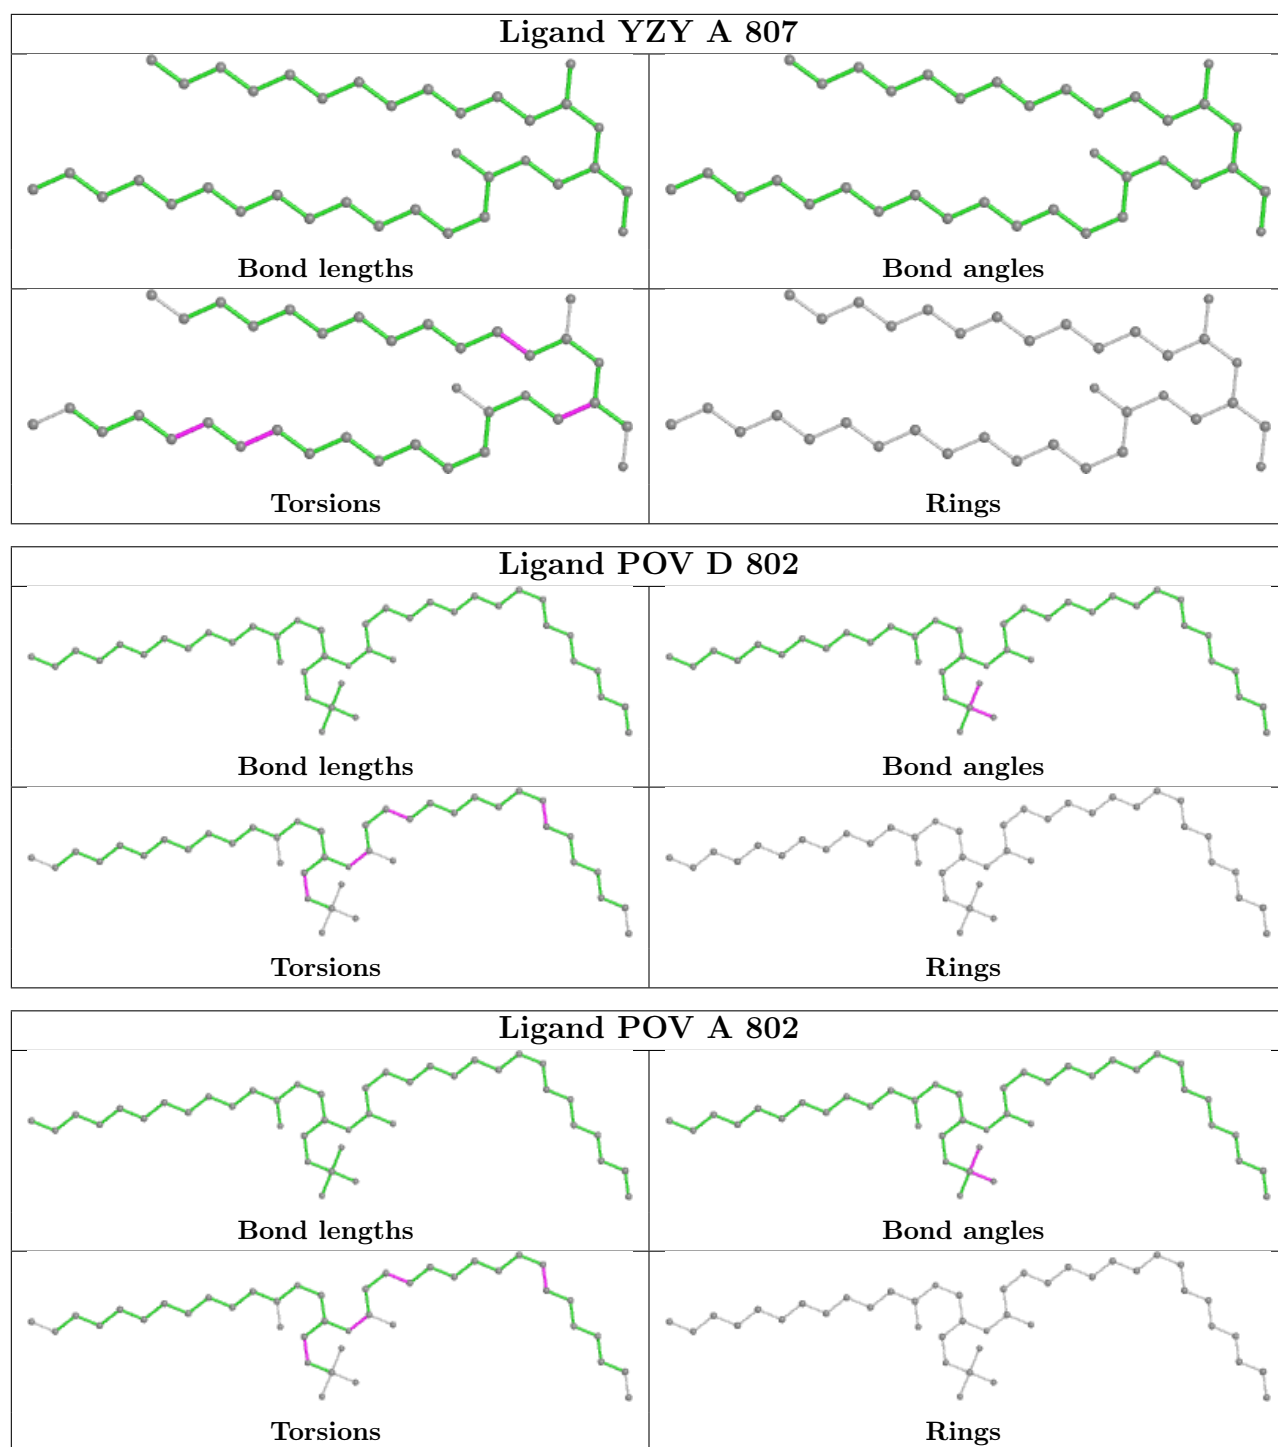 Ligand YZY A 807
Bond lengths
Bond angles
Torsions
Rings
Ligand POV D 802
Bond lengths
Bond angles
Torsions
Rings
Ligand POV A 802
Bond lengths
Bond angles
Torsions
Rings